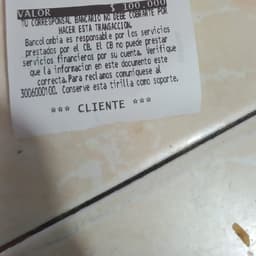 VALOR $ 100.000
TU CORRESPONSAL BANCARIO NO DEBE COBRARTE POR
HACER ESTA TRANSACCION.
Bancolombia es responsable por los servicios
prestados por el CB. El CB no puede prestar
servicios financieros por su cuenta. Verifique
que la informacion en este documento este
correcta.Para reclamos comuniquese al
3006000100. Conserve esta tirilla como soporte.
*** CLIENTE ***